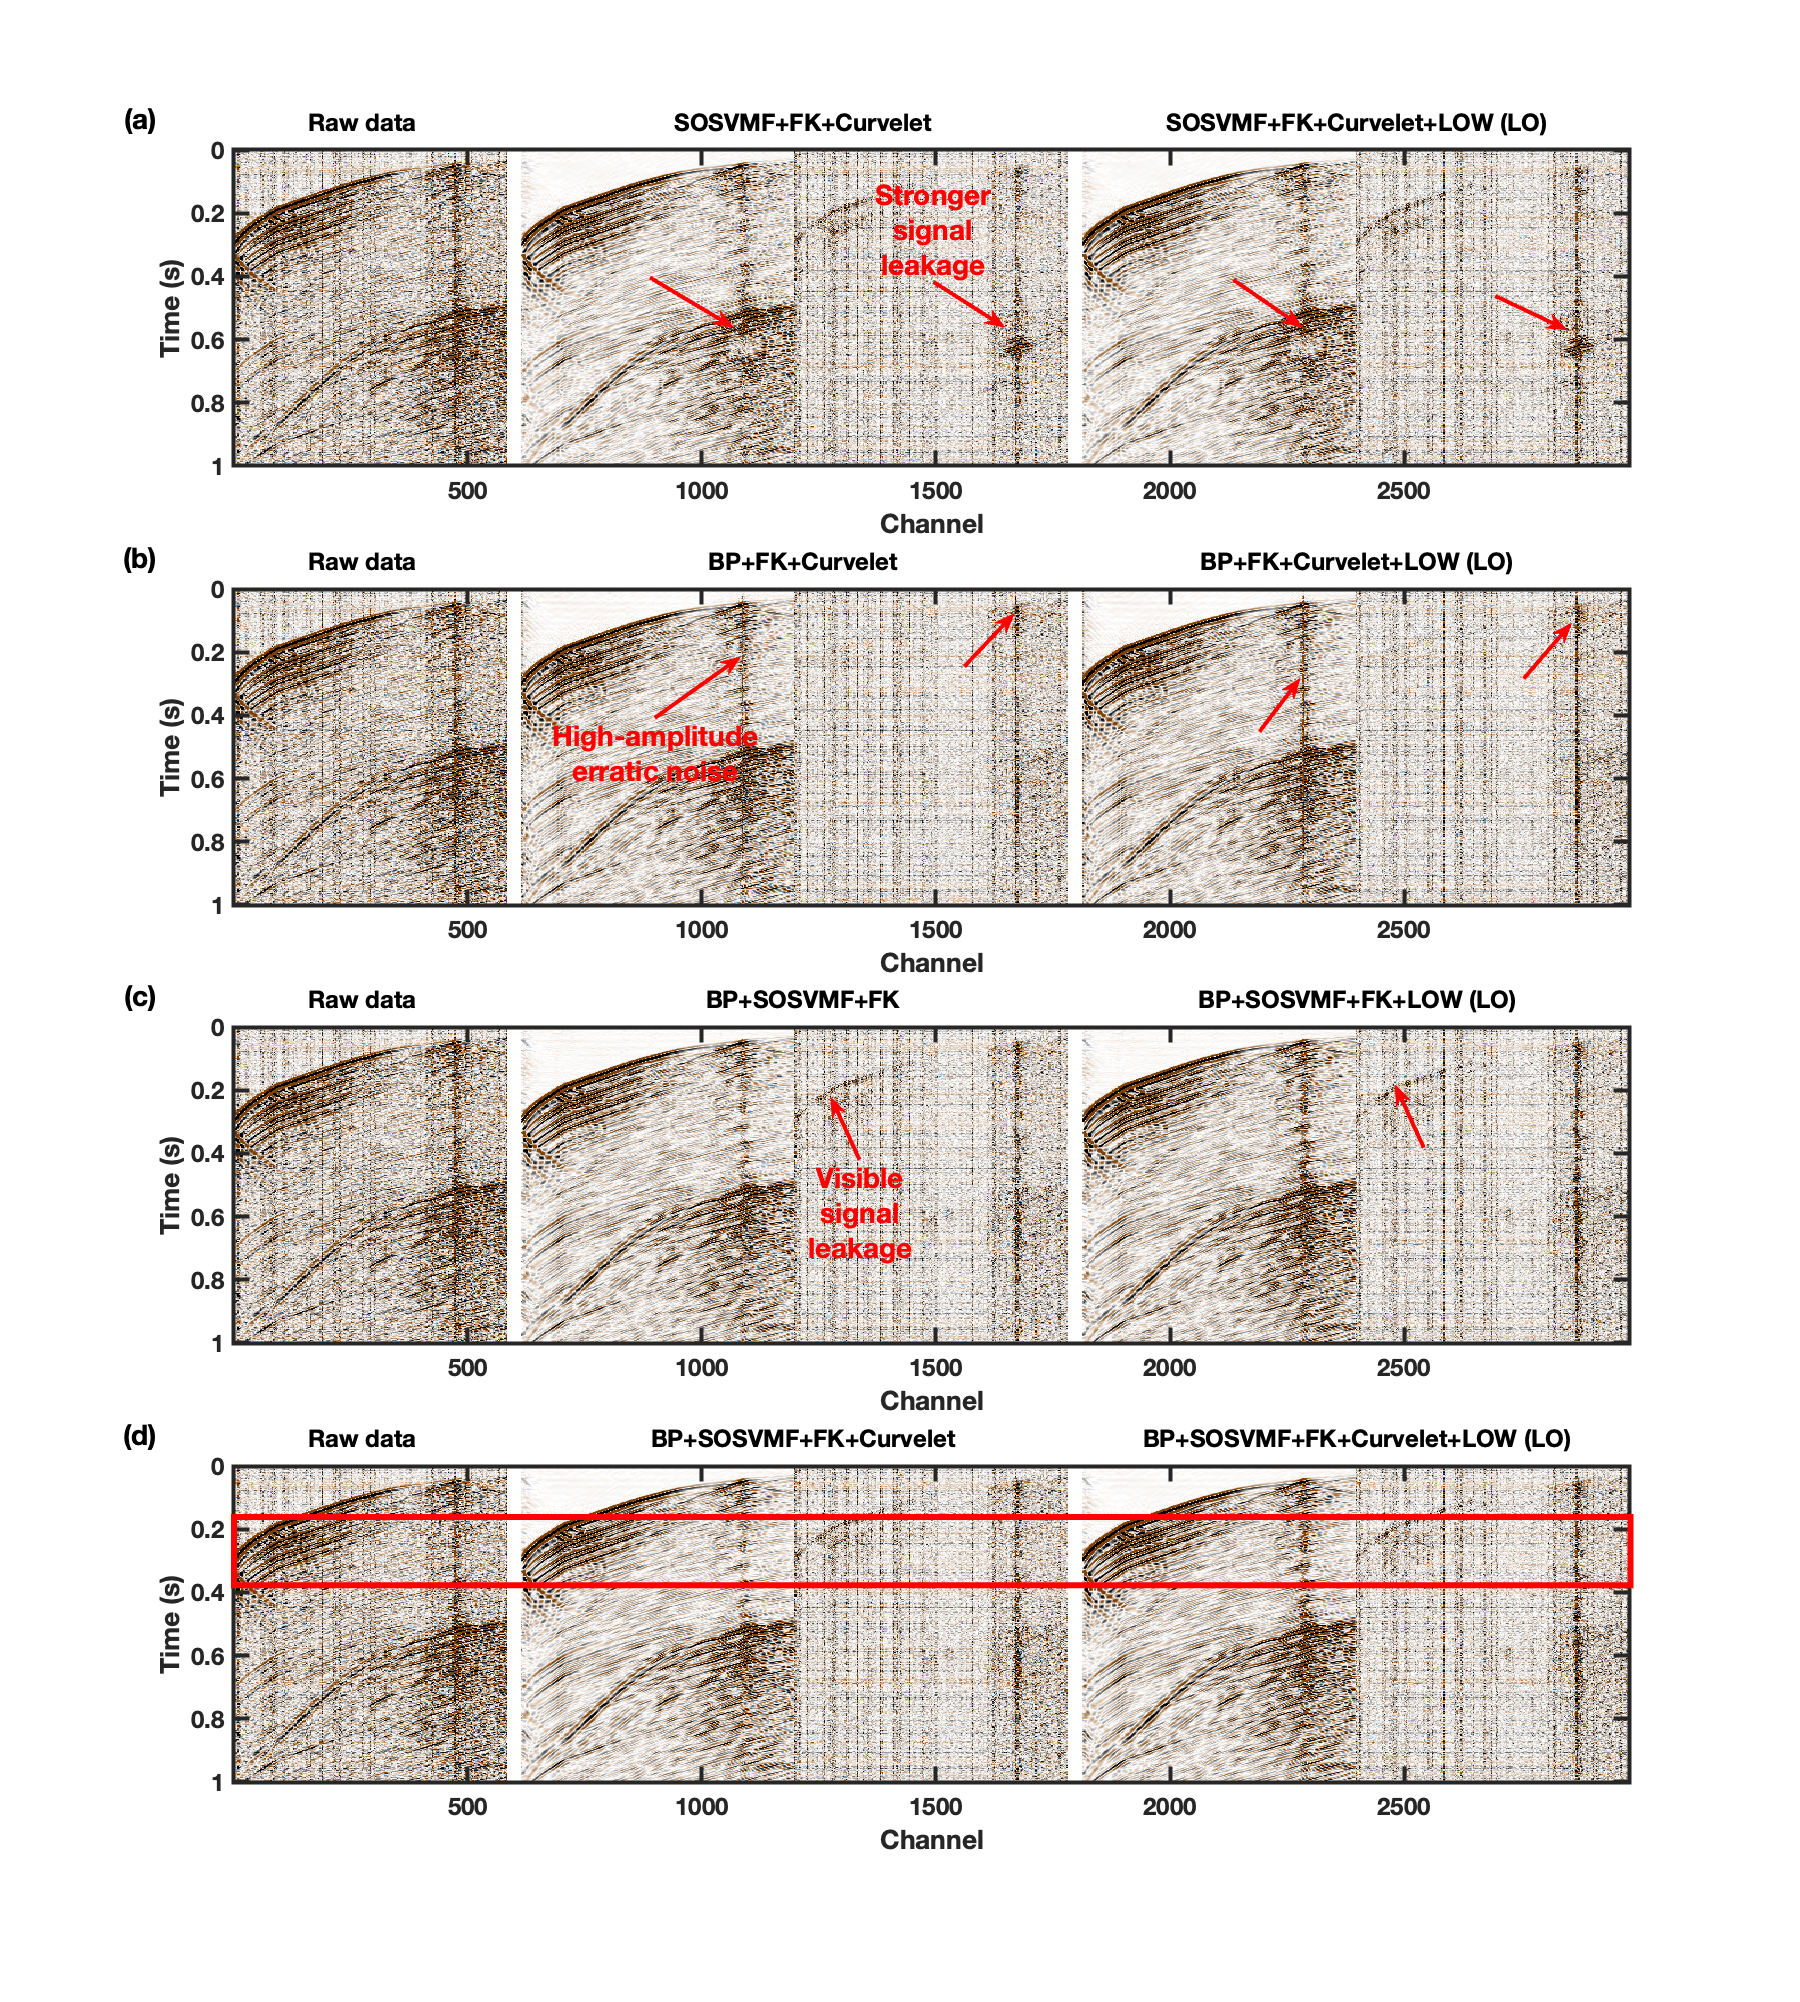 (a)
Raw data
SOSVMF+FK+Curvelet
SOSVMF+FK+Curvelet+LOW (LO)
Time (s)
0
0.2
0.4
0.6
0.8
1
Stronger
signal
leakage
500
1000
1500
2000
2500
Channel
(b)
Raw data
BP+FK+Curvelet
BP+FK+Curvelet+LOW (LO)
Time (s)
0
0.2
0.4
0.6
0.8
1
High-amplitude
erratic noise
500
1000
1500
2000
2500
Channel
(c)
Raw data
BP+SOSVMF+FK
BP+SOSVMF+FK+LOW (LO)
Time (s)
0
0.2
0.4
0.6
0.8
1
Visible
signal
leakage
500
1000
1500
2000
2500
Channel
(d)
Raw data
BP+SOSVMF+FK+Curvelet
BP+SOSVMF+FK+Curvelet+LOW (LO)
Time (s)
0
0.2
0.4
0.6
0.8
1
500
1000
1500
2000
2500
Channel